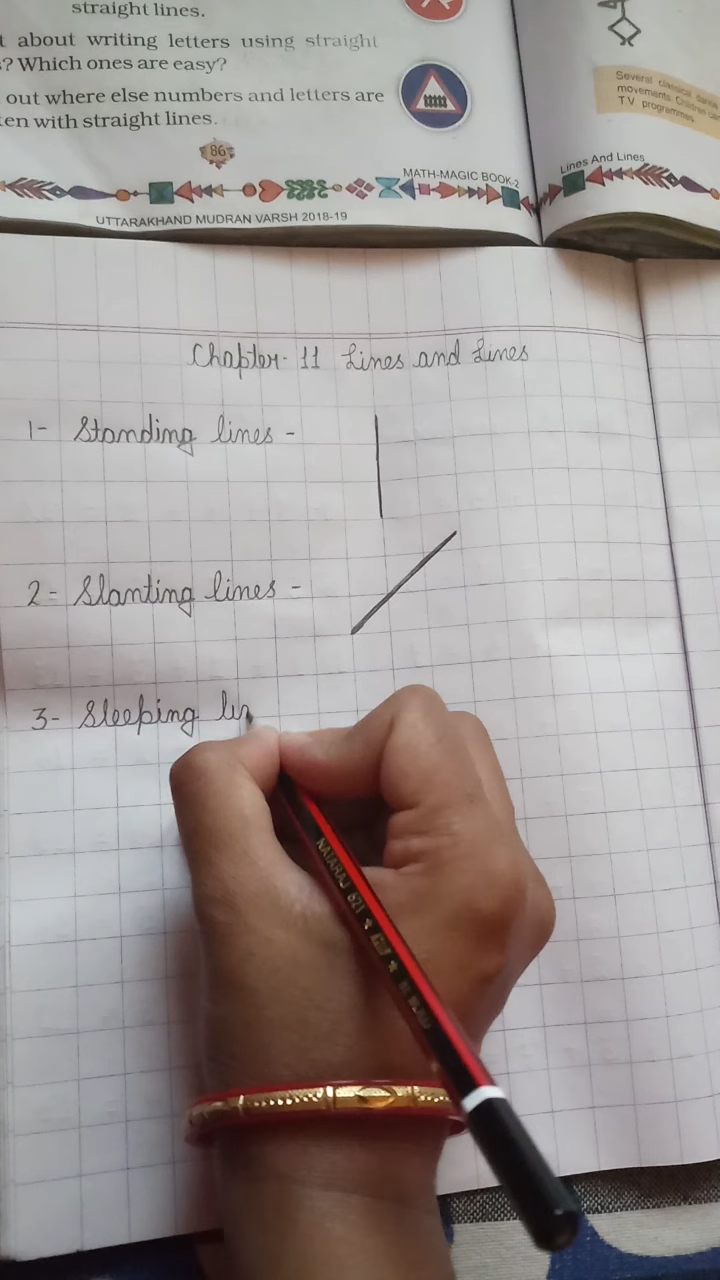 straight lines.
t about writing letters using straight
s? Which ones are easy?
out where else numbers and letters are
ten with straight lines.
86
MATH-MAGIC BOOK-2
UTTARAKHAND MUDRAN VARSH 2018-19
Several classical
movements
TV programmes.
Lines And Lines
Chapter- 11 Lines and Lines
1- Standing lines -
2- Slanting lines -
3- Sleeping lin
NATARAJ 621